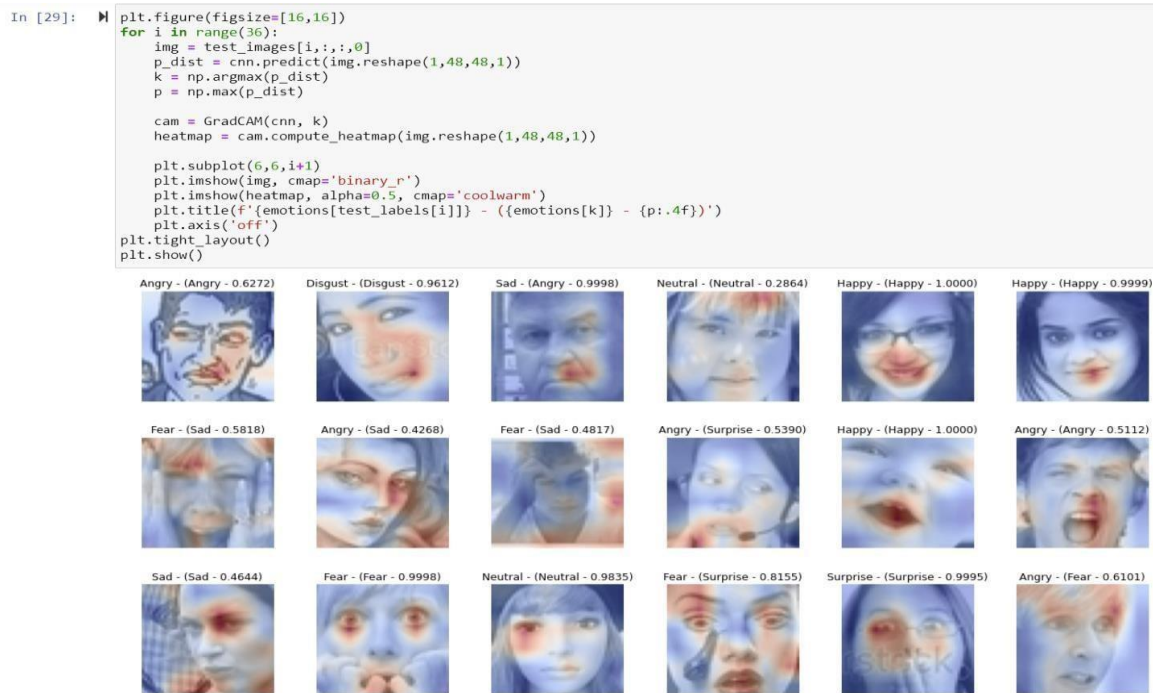 In [29]:
plt.figure(figsize=[16,16])
for i in range(36):
    img = test_images[i,:,:,0]
    p_dist = cnn.predict(img.reshape(1,48,48,1))
    k = np.argmax(p_dist)
    p = np.max(p_dist)
    cam = GradCAM(cnn, k)
    heatmap = cam.compute_heatmap(img.reshape(1,48,48,1))
    plt.subplot(6,6,i+1)
    plt.imshow(img, cmap='binary_r')
    plt.imshow(heatmap, alpha=0.5, cmap='coolwarm')
    plt.title(f'{emotions[test_labels[i]]} - ({emotions[k]} - {p:.4f})')
    plt.axis('off')
plt.tight_layout()
plt.show()
Angry - (Angry - 0.6272) Disgust - (Disgust - 0.9612) Sad - (Angry - 0.9998) Neutral - (Neutral - 0.2864) Happy - (Happy - 1.0000) Happy - (Happy - 0.9999)
Fear - (Sad - 0.5818) Angry - (Sad - 0.4268) Fear - (Sad - 0.4817) Angry - (Surprise - 0.5390) Happy - (Happy - 1.0000) Angry - (Angry - 0.5112)
Sad - (Sad - 0.4644) Fear - (Fear - 0.9998) Neutral - (Neutral - 0.9835) Fear - (Surprise - 0.8155) Surprise - (Surprise - 0.9995) Angry - (Fear - 0.6101)